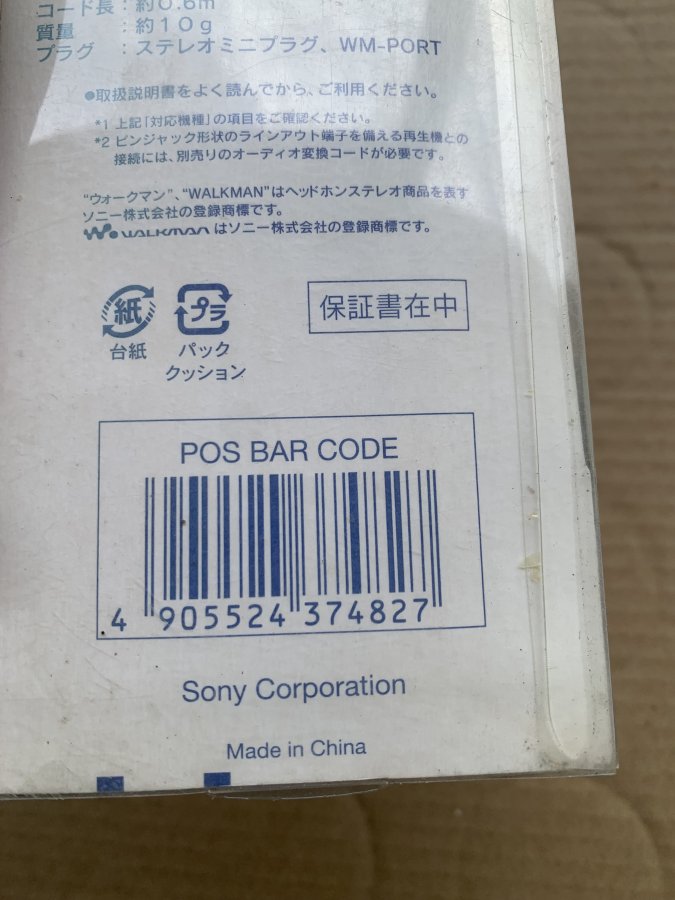 コード長：約0.6m
質量　：約10g
プラグ　：ステレオミニプラグ、WM-PORT
●取扱説明書をよく読んでから、ご利用ください。
*1 上記「対応機種」の項目をご確認ください。
*2 ピンジャック形状のラインアウト端子を備える再生機との
接続には、別売りのオーディオ変換コードが必要です。
“ウォークマン”、“WALKMAN”はヘッドホンステレオ商品を表す
ソニー株式会社の登録商標です。
W. WALKMAN はソニー株式会社の登録商標です。
紙 プラ 保証書在中
台紙 パック
クッション
POS BAR CODE
4 905524 374827
Sony Corporation
Made in China